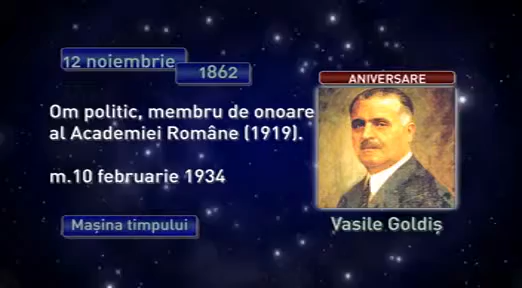 12 noiembrie
1862
ANIVERSARE
Om politic, membru de onoare
al Academiei Române (1919).
m.10 februarie 1934
Mașina timpului
Vasile Goldiș